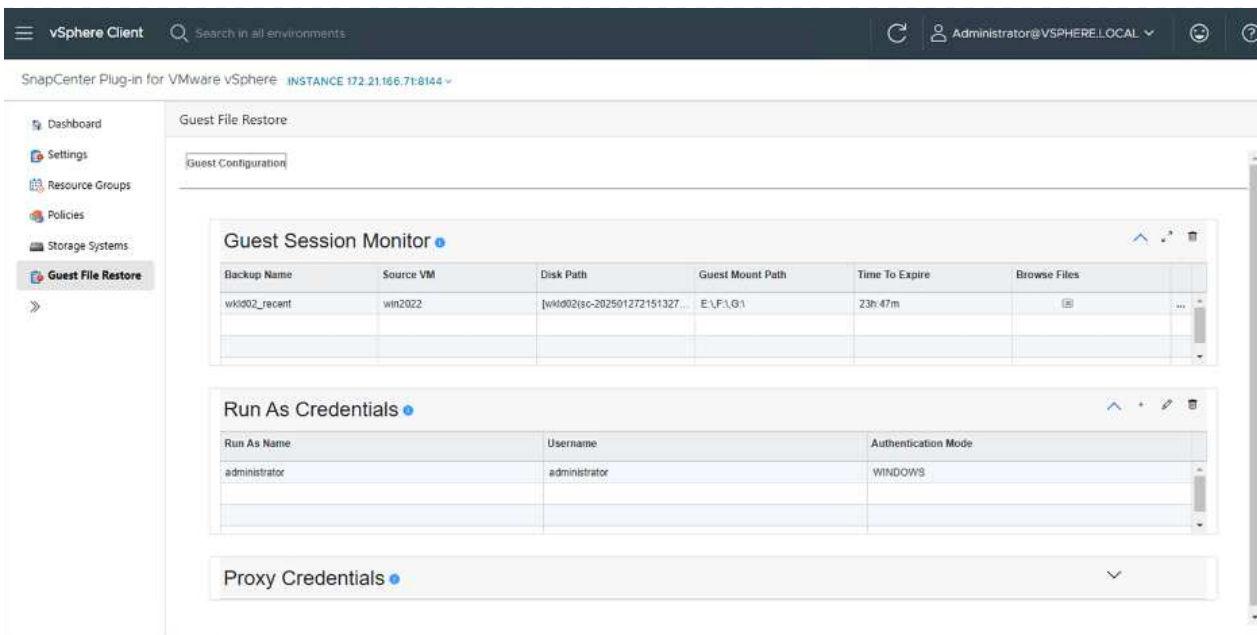 vSphere Client Search in all environments Administrator@VSPHERE.LOCAL
SnapCenter Plug-in for VMware vSphere INSTANCE 172.21.166.71:8144
Dashboard
Settings
Resource Groups
Policies
Storage Systems
Guest File Restore
Guest File Restore
Guest Configuration
Guest Session Monitor
Backup Name Source VM Disk Path Guest Mount Path Time To Expire Browse Files
wkld02_recent win2022 [wkld02(sc-202501272151327... E:\,F:\,G:\ 23h:47m ...
Run As Credentials
Run As Name Username Authentication Mode
administrator administrator WINDOWS
Proxy Credentials